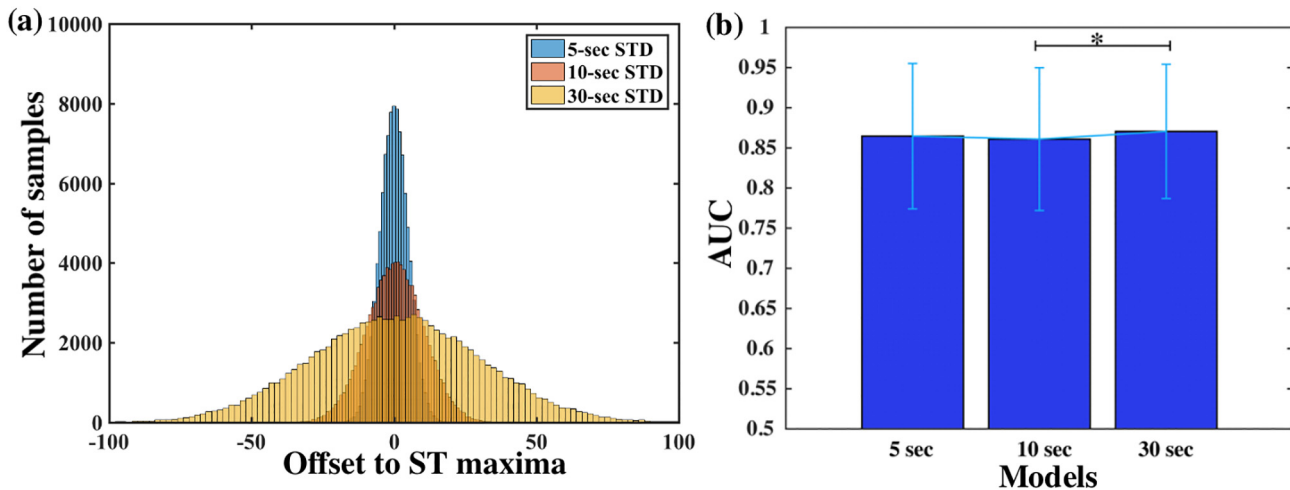 (a)
10000
8000
6000
4000
2000
0
Number of samples
5-sec STD
10-sec STD
30-sec STD
-100 -50 0 50 100
Offset to ST maxima
(b)
1
0.95
0.9
0.85
0.8
0.75
0.7
0.65
0.6
0.55
0.5
AUC
*
5 sec 10 sec 30 sec
Models